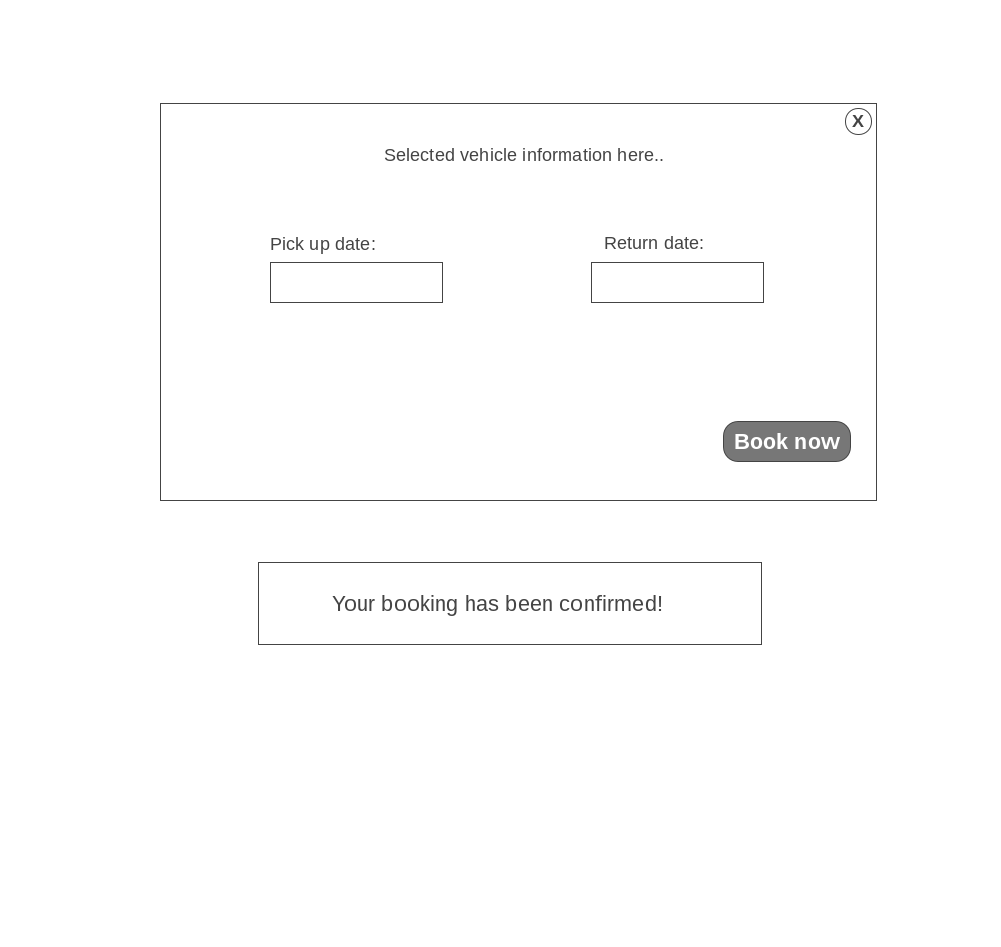 X
Selected vehicle information here..
Pick up date:
Return date:
Book now
Your booking has been confirmed!